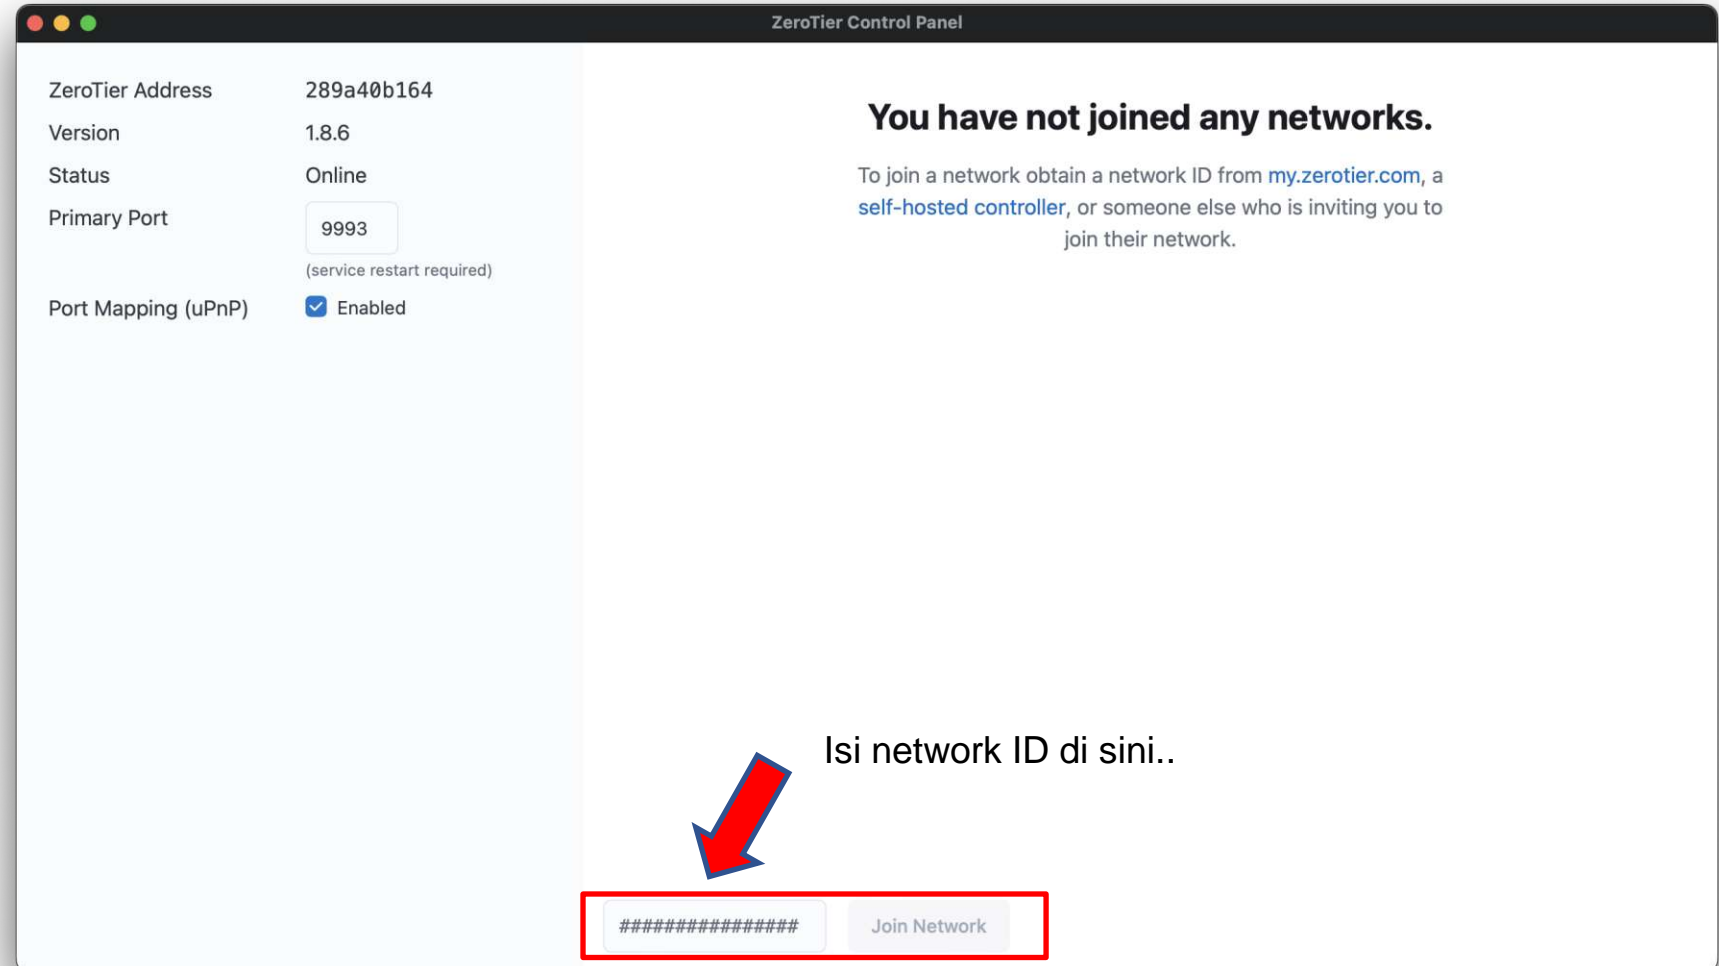 ZeroTier Control Panel
ZeroTier Address 289a40b164
Version 1.8.6
Status Online
Primary Port 9993
(service restart required)
Port Mapping (uPnP) Enabled
You have not joined any networks.
To join a network obtain a network ID from my.zerotier.com, a
self-hosted controller, or someone else who is inviting you to
join their network.
Isi network ID di sini..
################ Join Network